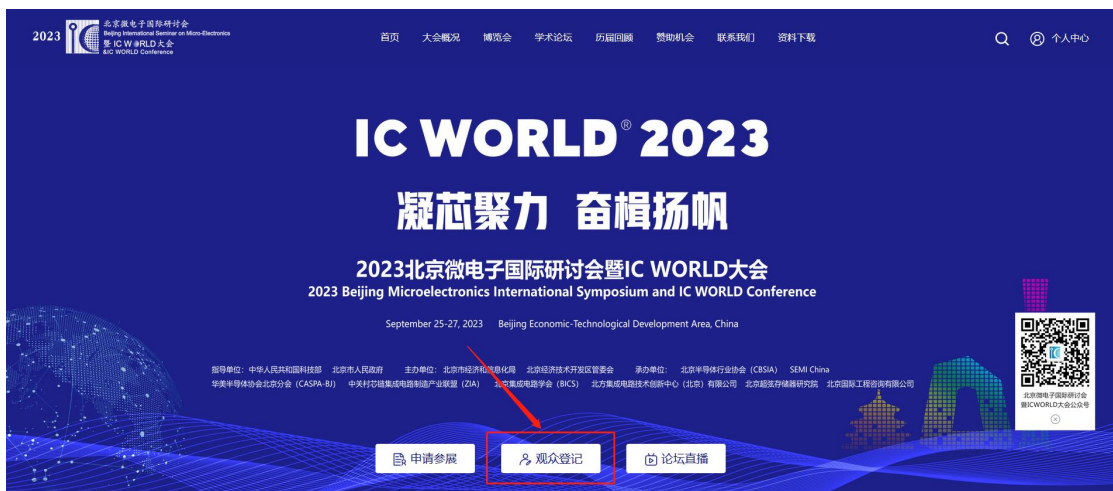 2023
北京微电子国际研讨会
Beijing International Seminar on Micro-Electronics
暨 IC WORLD 大会
&IC WORLD Conference
首页 大会概况 博览会 学术论坛 历届回顾 赞助机会 联系我们 资料下载
个人中心
IC WORLD® 2023
凝芯聚力 奋楫扬帆
2023北京微电子国际研讨会暨IC WORLD大会
2023 Beijing Microelectronics International Symposium and IC WORLD Conference
September 25-27, 2023 Beijing Economic-Technological Development Area, China
指导单位：中华人民共和国科技部 北京市人民政府 主办单位：北京市经济和信息化局 北京经济技术开发区管委会 承办单位： 北京半导体行业协会（CBSIA） SEMI China
华美半导体协会北京分会（CASPA-BJ） 中关村芯链集成电路制造产业联盟（ZIA） 北京集成电路学会（BICS） 北方集成电路技术创新中心（北京）有限公司 北京超弦存储器研究院 北京国际工程咨询有限公司
北京微电子国际研讨会
暨ICWORLD大会公众号
申请参展 观众登记 论坛直播